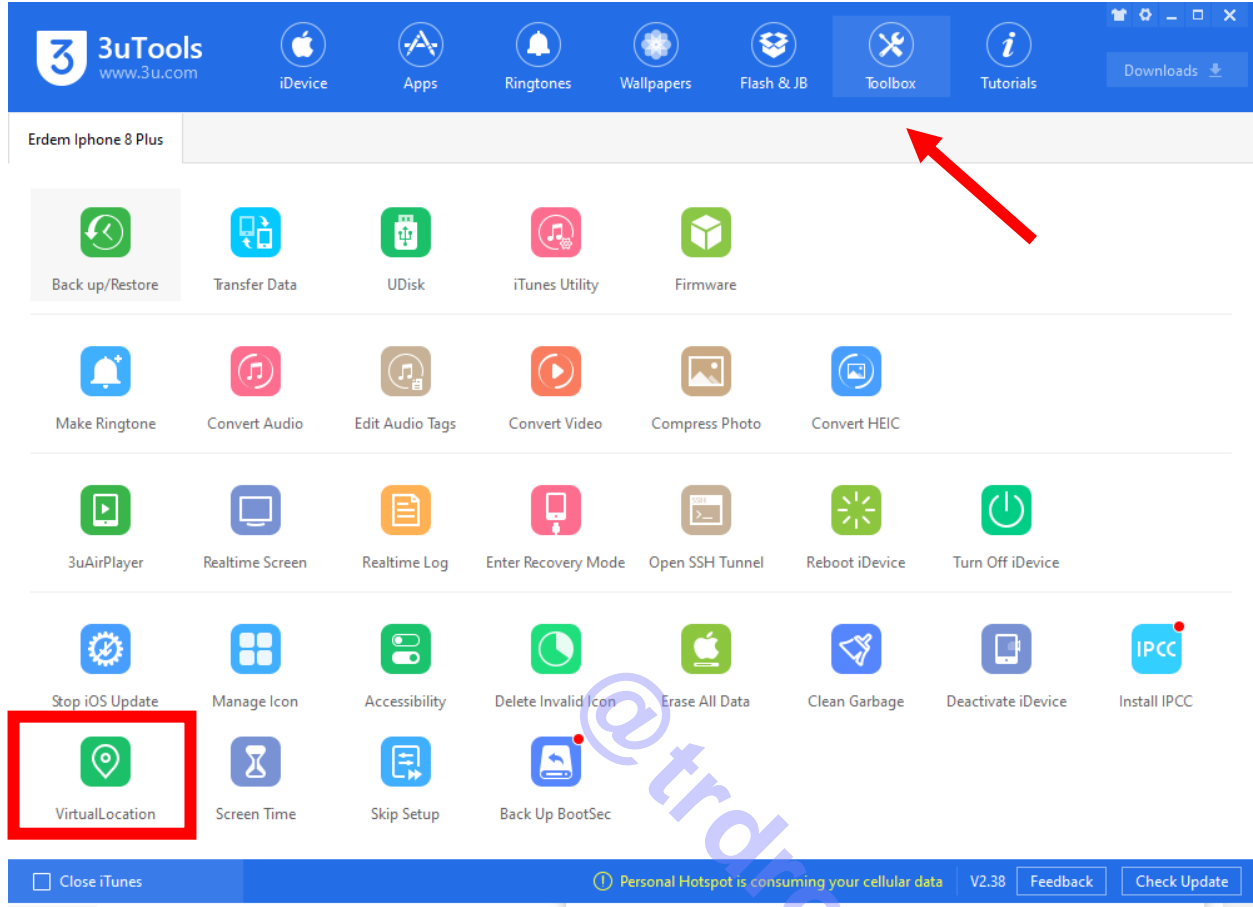 3 3uTools
www.3u.com
iDevice
Apps
Ringtones
Wallpapers
Flash & JB
Toolbox
Tutorials
Downloads
Erdem Iphone 8 Plus
Back up/Restore
Transfer Data
UDisk
iTunes Utility
Firmware
Make Ringtone
Convert Audio
Edit Audio Tags
Convert Video
Compress Photo
Convert HEIC
SSH
3uAirPlayer
Realtime Screen
Realtime Log
Enter Recovery Mode
Open SSH Tunnel
Reboot iDevice
Turn Off iDevice
IPCC
Stop iOS Update
Manage Icon
Accessibility
Delete Invalid Icon
Erase All Data
Clean Garbage
Deactivate iDevice
Install IPCC
VirtualLocation
Screen Time
Skip Setup
Back Up BootSec
Close iTunes
Personal Hotspot is consuming your cellular data
V2.38
Feedback
Check Update